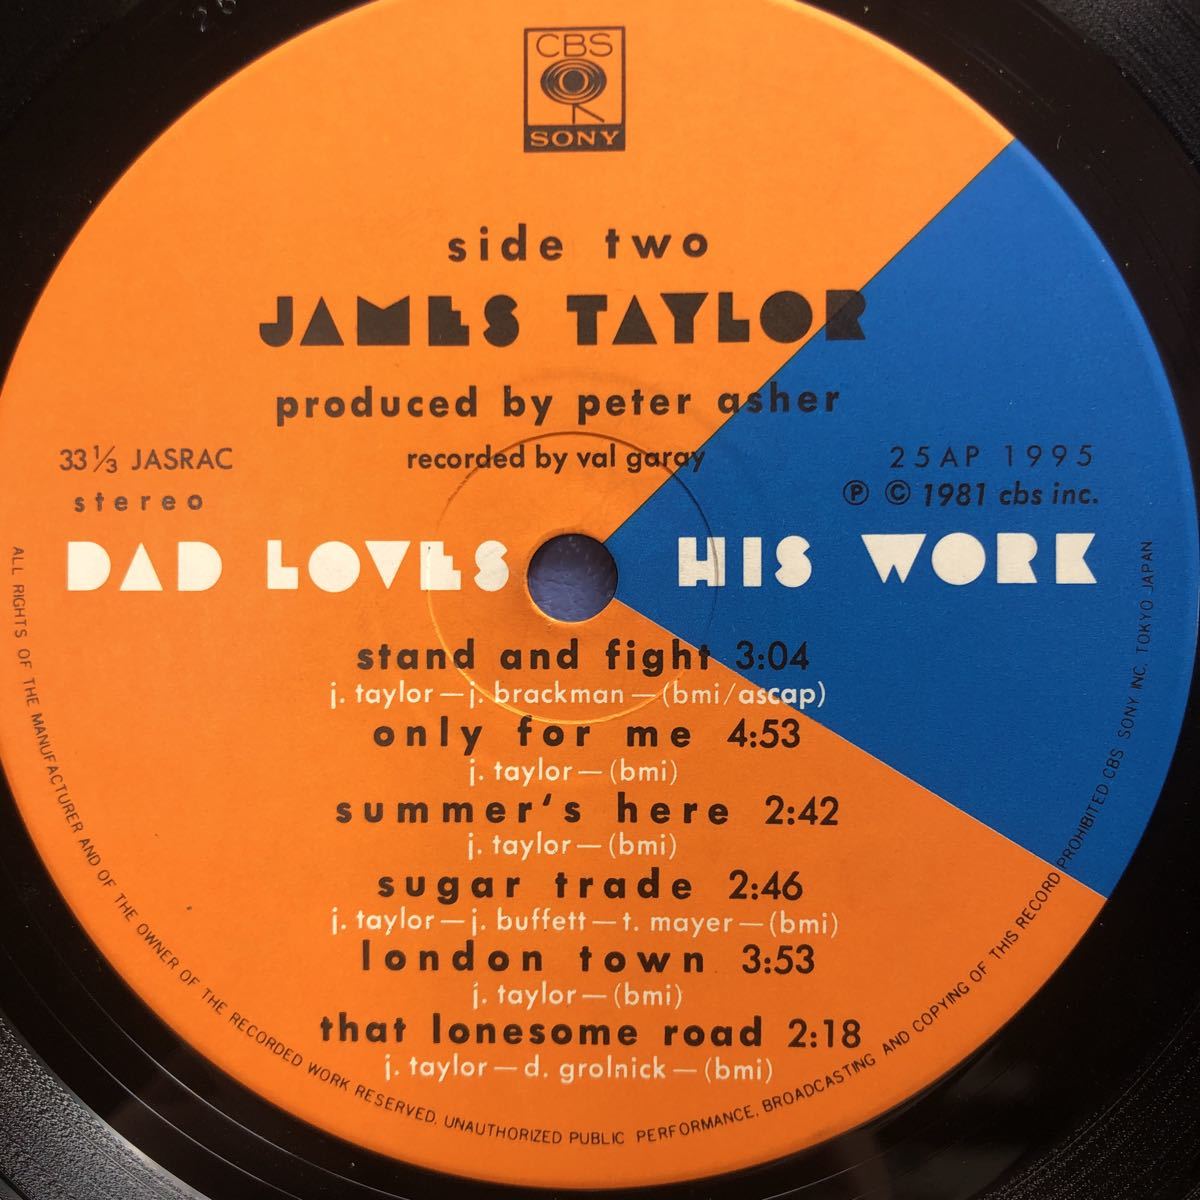 CBS
SONY
side two
JAMES TAYLOR
produced by peter asher
recorded by val garay
33⅓ JASRAC
stereo
25AP 1995
℗ © 1981 cbs inc.
DAD LOVES HIS WORK
stand and fight 3:04
j. taylor—j. brackman—(bmi/ascap)
only for me 4:53
j. taylor—(bmi)
summer's here 2:42
j. taylor—(bmi)
sugar trade 2:46
j. taylor—j. buffett—t. mayer—(bmi)
london town 3:53
j. taylor—(bmi)
that lonesome road 2:18
j. taylor—d. grolnick—(bmi)
ALL RIGHTS OF THE MANUFACTURER AND OF THE OWNER OF THE RECORDED WORK RESERVED. UNAUTHORIZED PUBLIC PERFORMANCE, BROADCASTING AND COPYING OF THIS RECORD PROHIBITED CBS SONY INC. TOKYO JAPAN